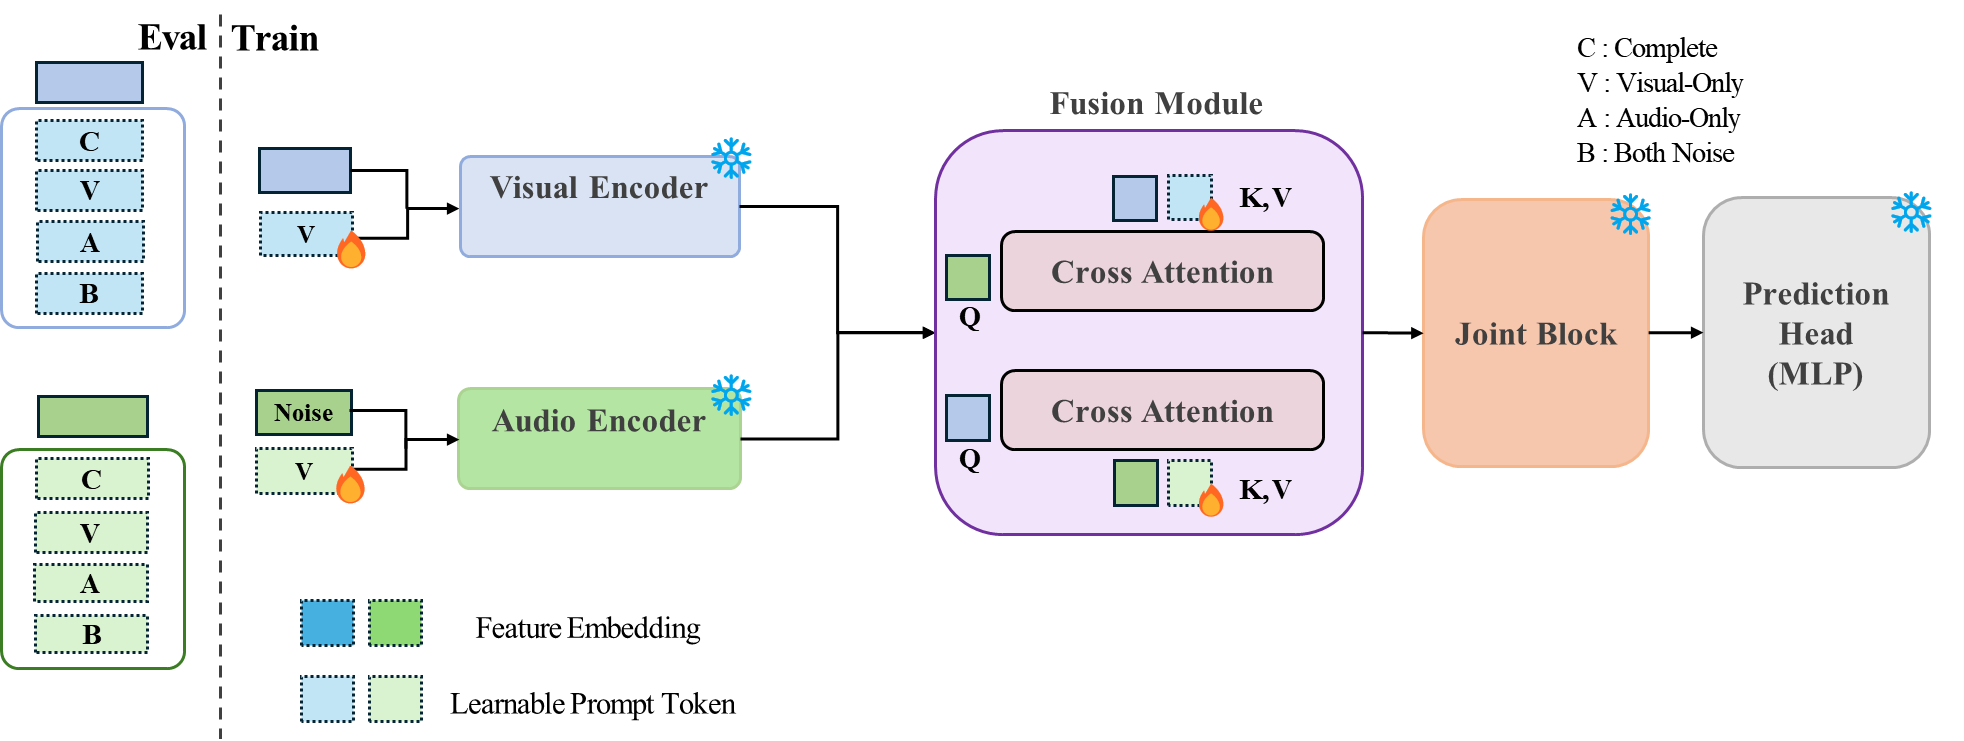 Eval
Train
C
V
A
B
C
V
A
B
V
Visual Encoder
Noise
V
Audio Encoder
Feature Embedding
Learnable Prompt Token
Fusion Module
K,V
Cross Attention
Q
Cross Attention
Q
K,V
C : Complete
V : Visual-Only
A : Audio-Only
B : Both Noise
Joint Block
Prediction
Head
(MLP)